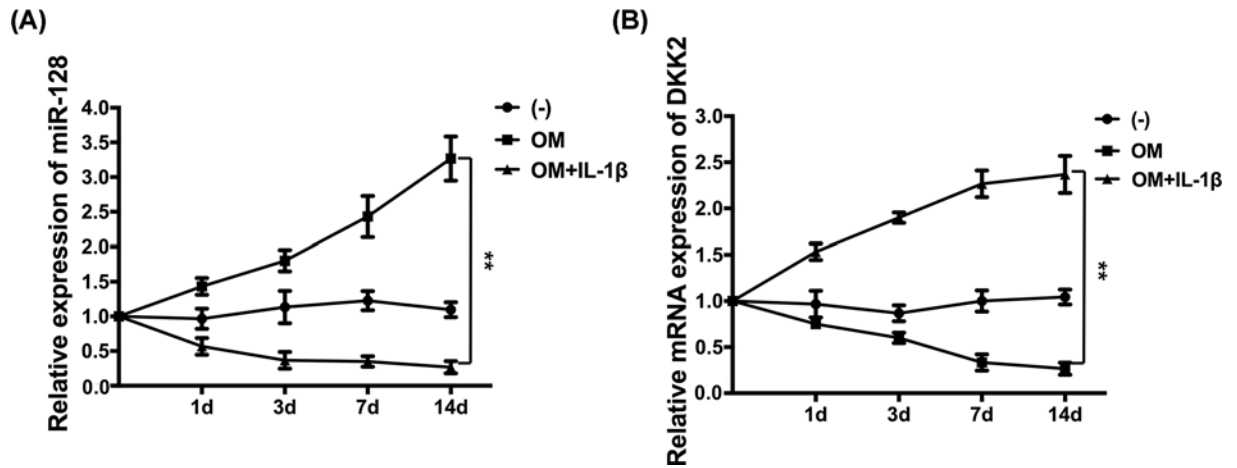 (A)
Relative expression of miR-128
4.0
3.5
3.0
2.5
2.0
1.5
1.0
0.5
0.0
1d 3d 7d 14d
(-)
OM
OM+IL-1β
**
(B)
Relative mRNA expression of DKK2
3.0
2.5
2.0
1.5
1.0
0.5
0.0
1d 3d 7d 14d
(-)
OM
OM+IL-1β
**